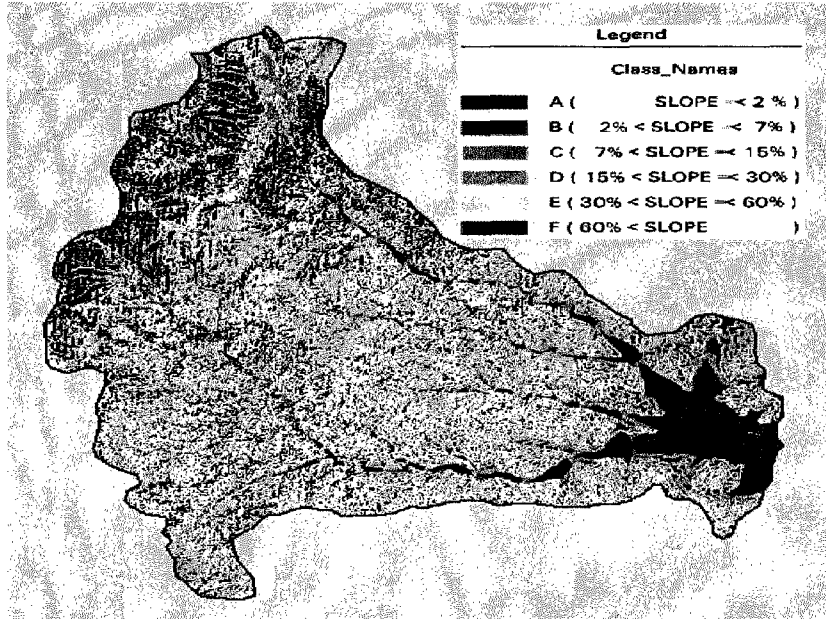 Legend
Class_Names
A ( SLOPE =< 2 % )
B ( 2% < SLOPE =< 7% )
C ( 7% < SLOPE =< 15% )
D ( 15% < SLOPE =< 30% )
E ( 30% < SLOPE =< 60% )
F ( 60% < SLOPE )